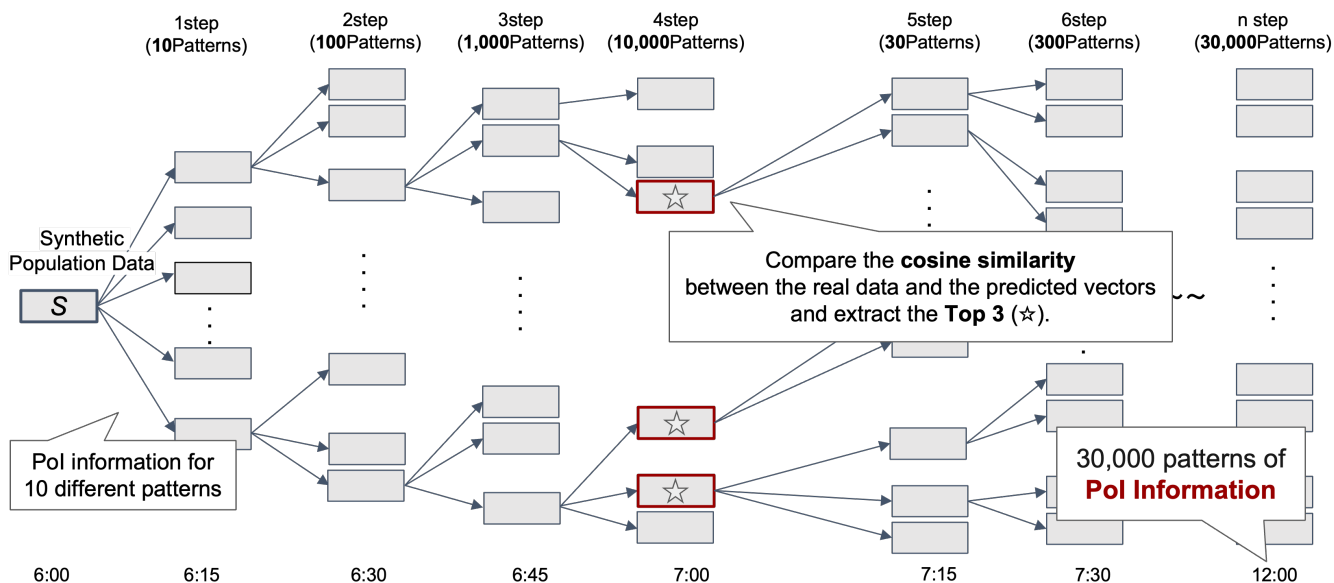 1step
(10Patterns)
2step
(100Patterns)
3step
(1,000Patterns)
4step
(10,000Patterns)
5step
(30Patterns)
6step
(300Patterns)
n step
(30,000Patterns)
Synthetic
Population Data
S
☆
☆
☆
Compare the cosine similarity
between the real data and the predicted vectors
and extract the Top 3 (☆).
~~
PoI information for
10 different patterns
30,000 patterns of
PoI Information
6:00
6:15
6:30
6:45
7:00
7:15
7:30
12:00